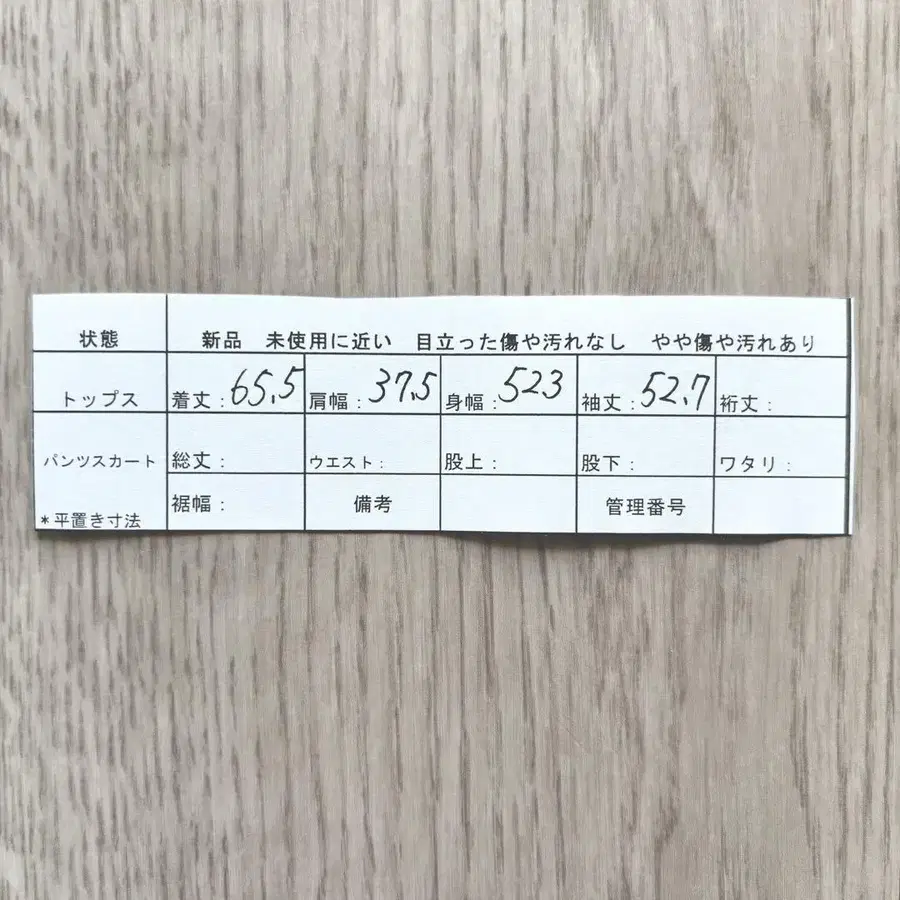 状態 新品 未使用に近い 目立った傷や汚れなし やや傷や汚れあり
トップス 着丈:65.5 肩幅:37.5 身幅:523 袖丈:52.7 裄丈:
パンツスカート 総丈: ウエスト: 股上: 股下: ワタリ:
*平置き寸法 裾幅: 備考 管理番号